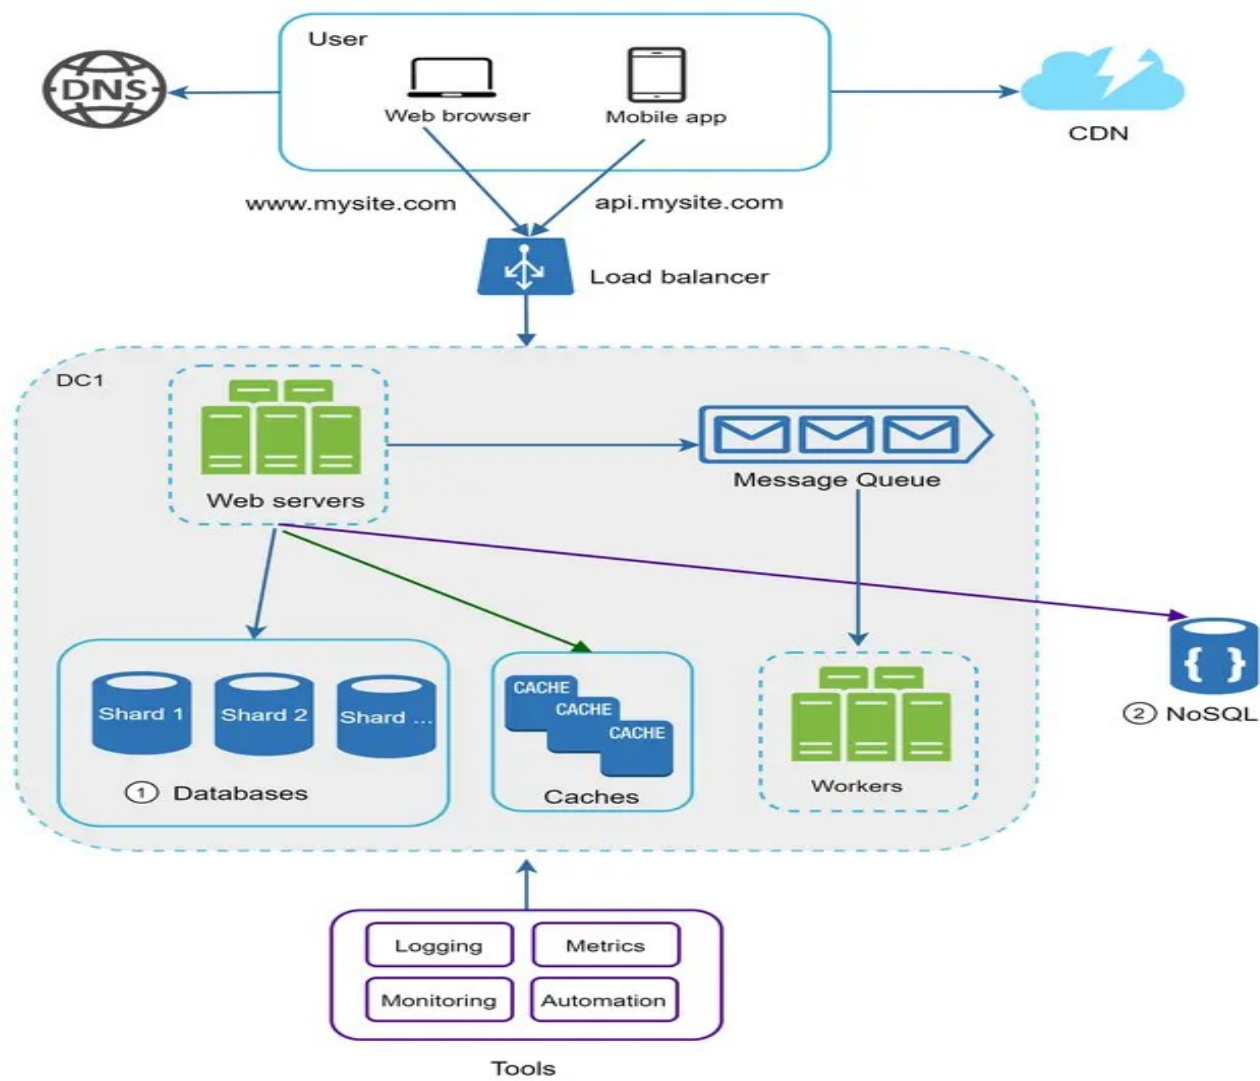 User
DNS
Web browser
Mobile app
CDN
www.mysite.com
api.mysite.com
Load balancer
DC1
Web servers
Message Queue
Shard 1
Shard 2
Shard ...
1 Databases
CACHE
CACHE
CACHE
Caches
Workers
{ }
2 NoSQL
Logging
Metrics
Monitoring
Automation
Tools